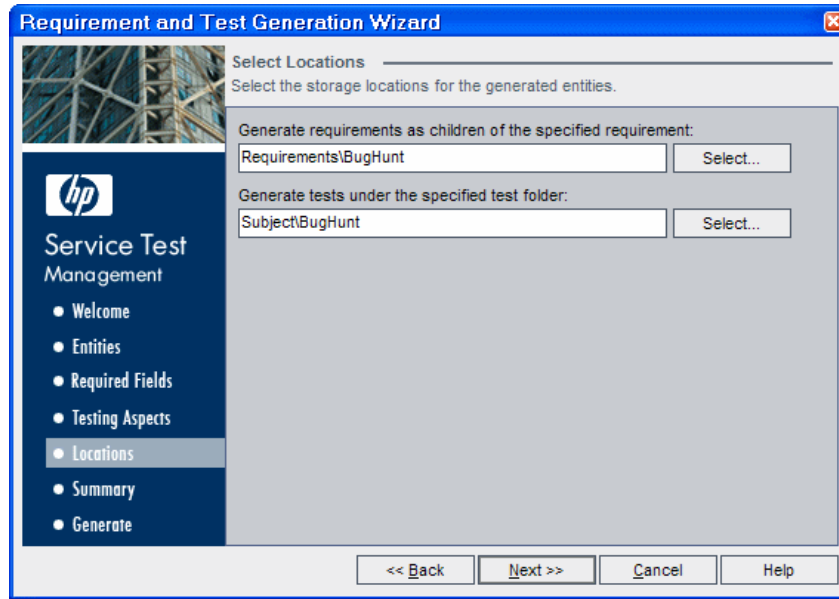 Requirement and Test Generation Wizard
Select Locations
Select the storage locations for the generated entities.
Generate requirements as children of the specified requirement:
Requirements\BugHunt
Select...
Generate tests under the specified test folder:
Subject\BugHunt
Select...
hp
Service Test
Management
Welcome
Entities
Required Fields
Testing Aspects
Locations
Summary
Generate
<< Back
Next >>
Cancel
Help